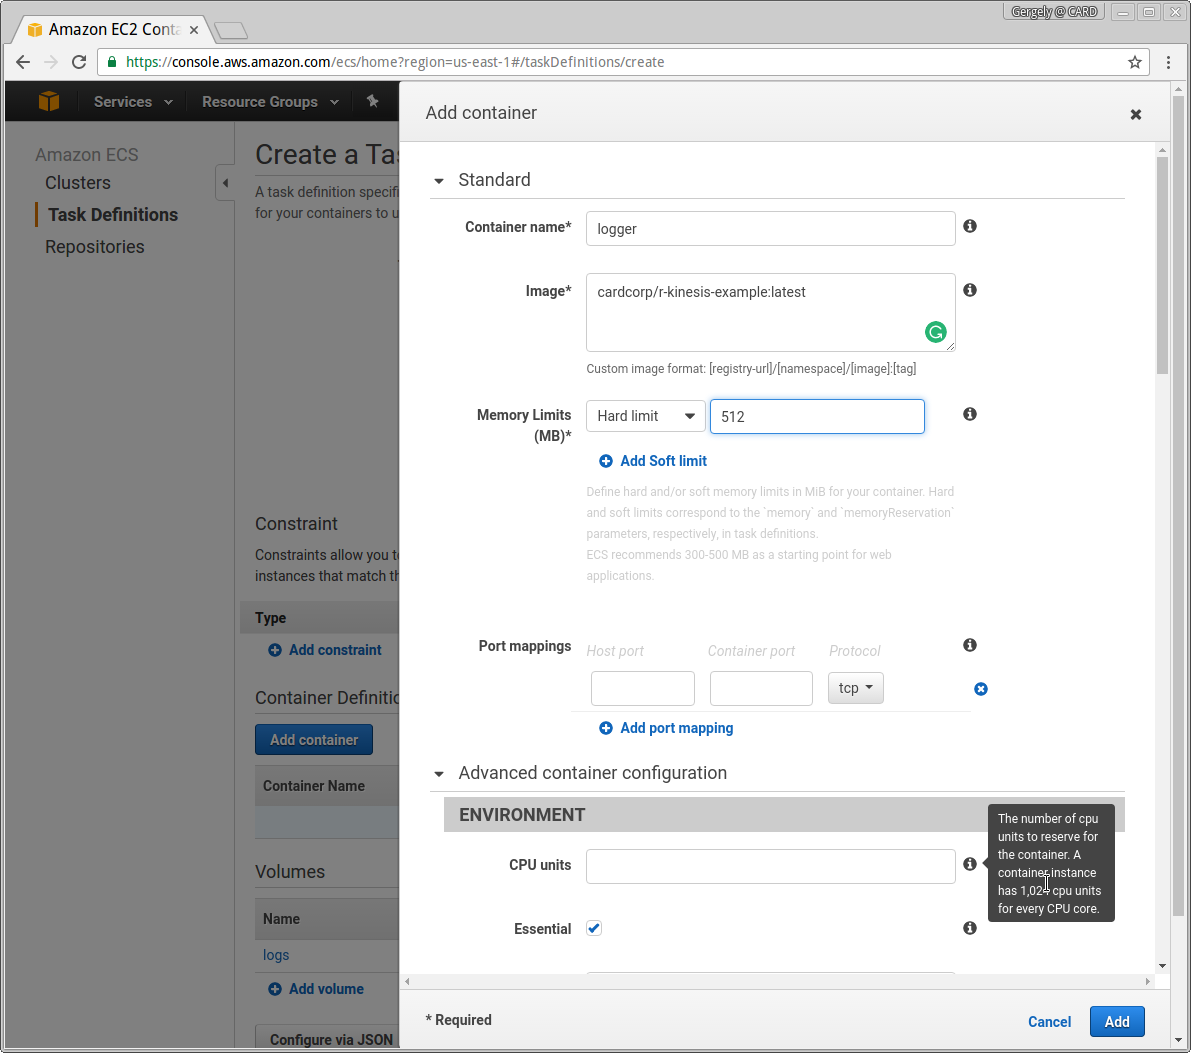 Gergely @ CARD
Amazon EC2 Conta
https://console.aws.amazon.com/ecs/home?region=us-east-1#/taskDefinitions/create
Services
Resource Groups
Amazon ECS
Clusters
Task Definitions
Repositories
Create a Tas
A task definition specifi
for your containers to u
Constraint
Constraints allow you to
instances that match th
Type
Add constraint
Container Definitio
Add container
Container Name
Volumes
Name
logs
Add volume
Configure via JSON
Add container
Standard
Container name*
logger
Image*
cardcorp/r-kinesis-example:latest
Custom image format: [registry-url]/[namespace]/[image]:[tag]
Memory Limits
(MB)*
Hard limit
512
Add Soft limit
Define hard and/or soft memory limits in MiB for your container. Hard
and soft limits correspond to the `memory` and `memoryReservation`
parameters, respectively, in task definitions.
ECS recommends 300-500 MB as a starting point for web
applications.
Port mappings
Host port
Container port
Protocol
tcp
Add port mapping
Advanced container configuration
ENVIRONMENT
CPU units
The number of cpu
units to reserve for
the container. A
container instance
has 1,024 cpu units
for every CPU core.
Essential
* Required
Cancel
Add